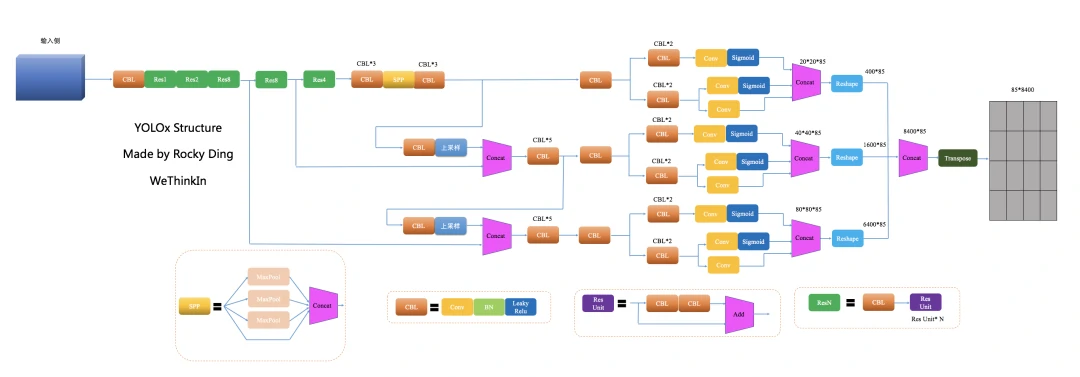 输入侧
CBL Res1 Res2 Res8 Res8 Res4
CBL*3 CBL*3
CBL SPP CBL
YOLOx Structure
Made by Rocky Ding
WeThinkIn
CBL
CBL*2
CBL Conv Sigmoid
CBL*2
CBL Conv Sigmoid
Conv
20*20*85
Concat
400*85
Reshape
CBL 上采样 Concat
CBL*5
CBL CBL
CBL*2
CBL Conv Sigmoid
CBL*2
CBL Conv Sigmoid
Conv
40*40*85
Concat
1600*85
Reshape
CBL 上采样 Concat
CBL*5
CBL CBL
CBL*2
CBL Conv Sigmoid
CBL*2
CBL Conv Sigmoid
Conv
80*80*85
Concat
6400*85
Reshape
8400*85
Concat
Transpose
85*8400
SPP = MaxPool
MaxPool
MaxPool
Concat
CBL = Conv BN Leaky
Relu
Res
Unit = CBL CBL Add
ResN = CBL Res
Unit
Res Unit* N